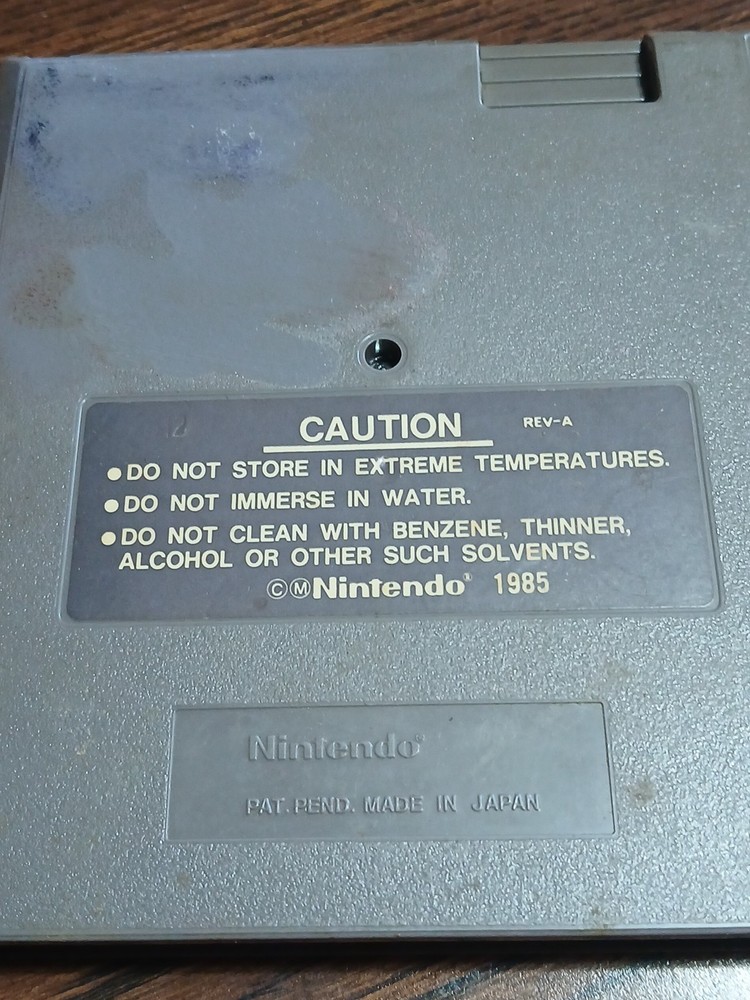 CAUTION REV-A
●DO NOT STORE IN EXTREME TEMPERATURES.
●DO NOT IMMERSE IN WATER.
●DO NOT CLEAN WITH BENZENE, THINNER,
ALCOHOL OR OTHER SUCH SOLVENTS.
ⒸⓂNintendo® 1985
Nintendo®
PAT. PEND. MADE IN JAPAN